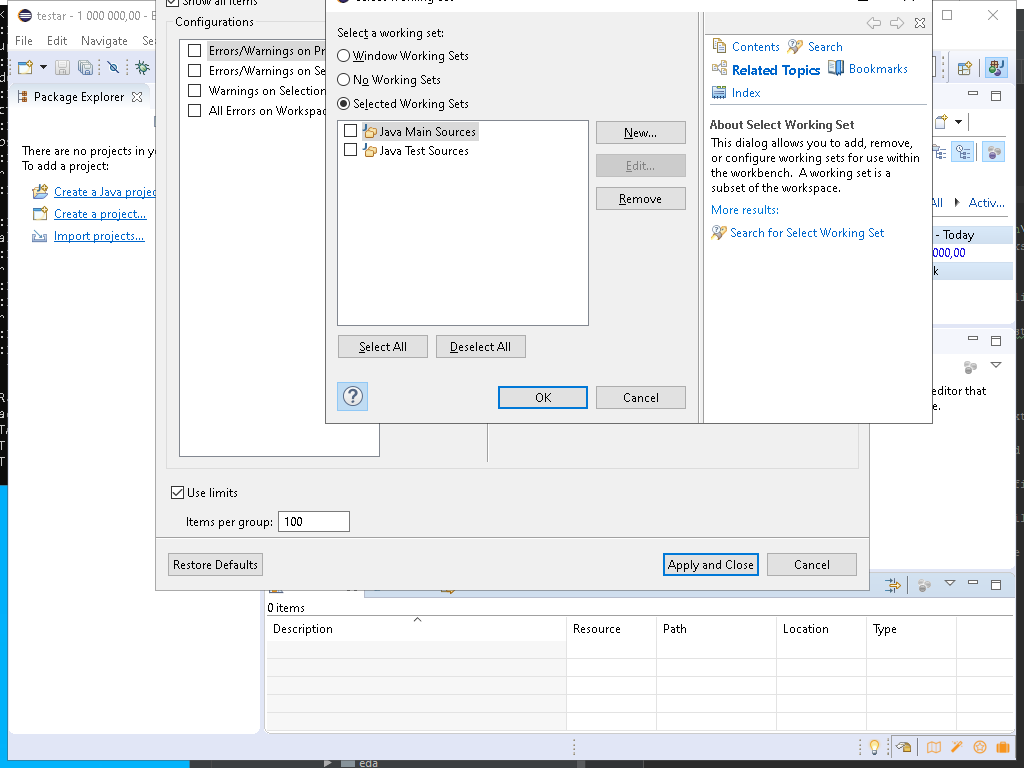 testar - 1 000 000,00 - E
File Edit Navigate Se
Package Explorer
There are no projects in y
To add a project:
Create a Java projec
Create a project...
Import projects...
Show all items
Configurations
Errors/Warnings on Pr
Errors/Warnings on Se
Warnings on Selection
All Errors on Workspac
Use limits
Items per group: 100
Restore Defaults
Apply and Close
Cancel
Select a working set:
Window Working Sets
No Working Sets
Selected Working Sets
Java Main Sources
Java Test Sources
New...
Edit...
Remove
Select All
Deselect All
OK
Cancel
Contents Search
Related Topics Bookmarks
Index
About Select Working Set
This dialog allows you to add, remove,
or configure working sets for use within
the workbench. A working set is a
subset of the workspace.
More results:
Search for Select Working Set
All Activ...
- Today
000,00
k
editor that
e.
0 items
Description Resource Path Location Type
eda